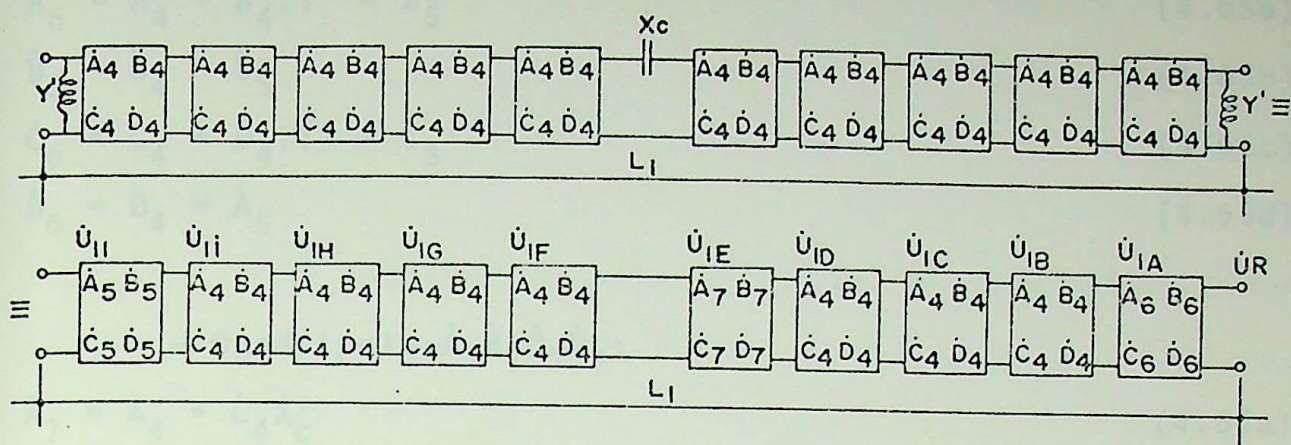 Xc
Ȧ4 Ḃ4 Ȧ4 Ḃ4 Ȧ4 Ḃ4 Ȧ4 Ḃ4 Ȧ4 Ḃ4 Ȧ4 Ḃ4 Ȧ4 Ḃ4 Ȧ4 Ḃ4 Ȧ4 Ḃ4 Ȧ4 Ḃ4
Y' Y' ≡
Ċ4 Ḋ4 Ċ4 Ḋ4 Ċ4 Ḋ4 Ċ4 Ḋ4 Ċ4 Ḋ4 Ċ4 Ḋ4 Ċ4 Ḋ4 Ċ4 Ḋ4 Ċ4 Ḋ4 Ċ4 Ḋ4
L1
U̇1I U̇1i U̇1H U̇1G U̇1F U̇1E U̇1D U̇1C U̇1B U̇1A U̇R
Ȧ5 Ḃ5 Ȧ4 Ḃ4 Ȧ4 Ḃ4 Ȧ4 Ḃ4 Ȧ4 Ḃ4 Ȧ7 Ḃ7 Ȧ4 Ḃ4 Ȧ4 Ḃ4 Ȧ4 Ḃ4 Ȧ6 Ḃ6
≡
Ċ5 Ḋ5 Ċ4 Ḋ4 Ċ4 Ḋ4 Ċ4 Ḋ4 Ċ4 Ḋ4 Ċ7 Ḋ7 Ċ4 Ḋ4 Ċ4 Ḋ4 Ċ4 Ḋ4 Ċ6 Ḋ6
L1